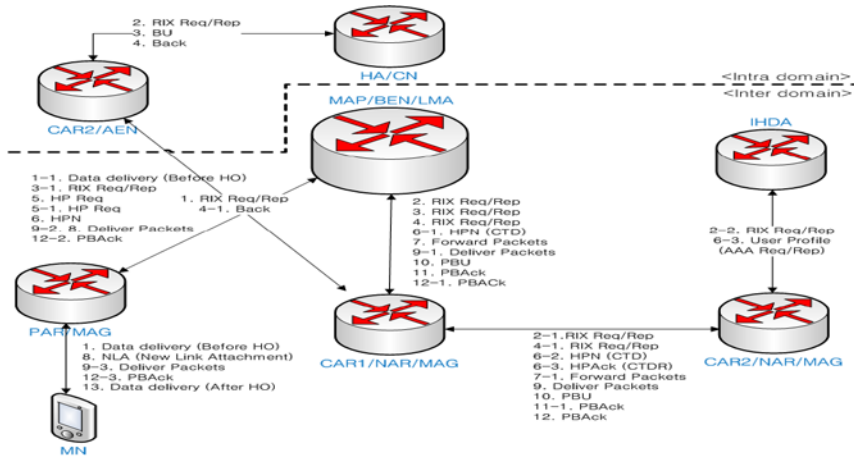 2. RIX Req/Rep
3. BU
4. Back
HA/CN
<Intra domain>
<Inter domain>
CAR2/AEN
MAP/BEN/LMA
IHDA
1-1. Data delivery (Before HO)
3-1. RIX Req/Rep
5. HP Req
5-1. HP Req
6. HPN
9-2. 8. Deliver Packets
12-2. PBAck
1. RIX Req/Rep
4-1. Back
2. RIX Req/Rep
3. RIX Req/Rep
4. RIX Req/Rep
6-1. HPN (CTD)
7. Forward Packets
9-1. Deliver Packets
10. PBU
11. PBAck
12-1. PBACk
2-2. RIX Req/Rep
6-3. User Profile
(AAA Req/Rep)
PAR/MAG
CAR1/NAR/MAG
CAR2/NAR/MAG
1. Data delivery (Before HO)
8. NLA (New Link Attachment)
9-3. Deliver Packets
12-3. PBAck
13. Data delivery (After HO)
2-1.RIX Req/Rep
4-1. RIX Req/Rep
6-2. HPN (CTD)
6-3. HPAck (CTDR)
7-1. Forward Packets
9. Deliver Packets
10. PBU
11-1. PBAck
12. PBAck
MN